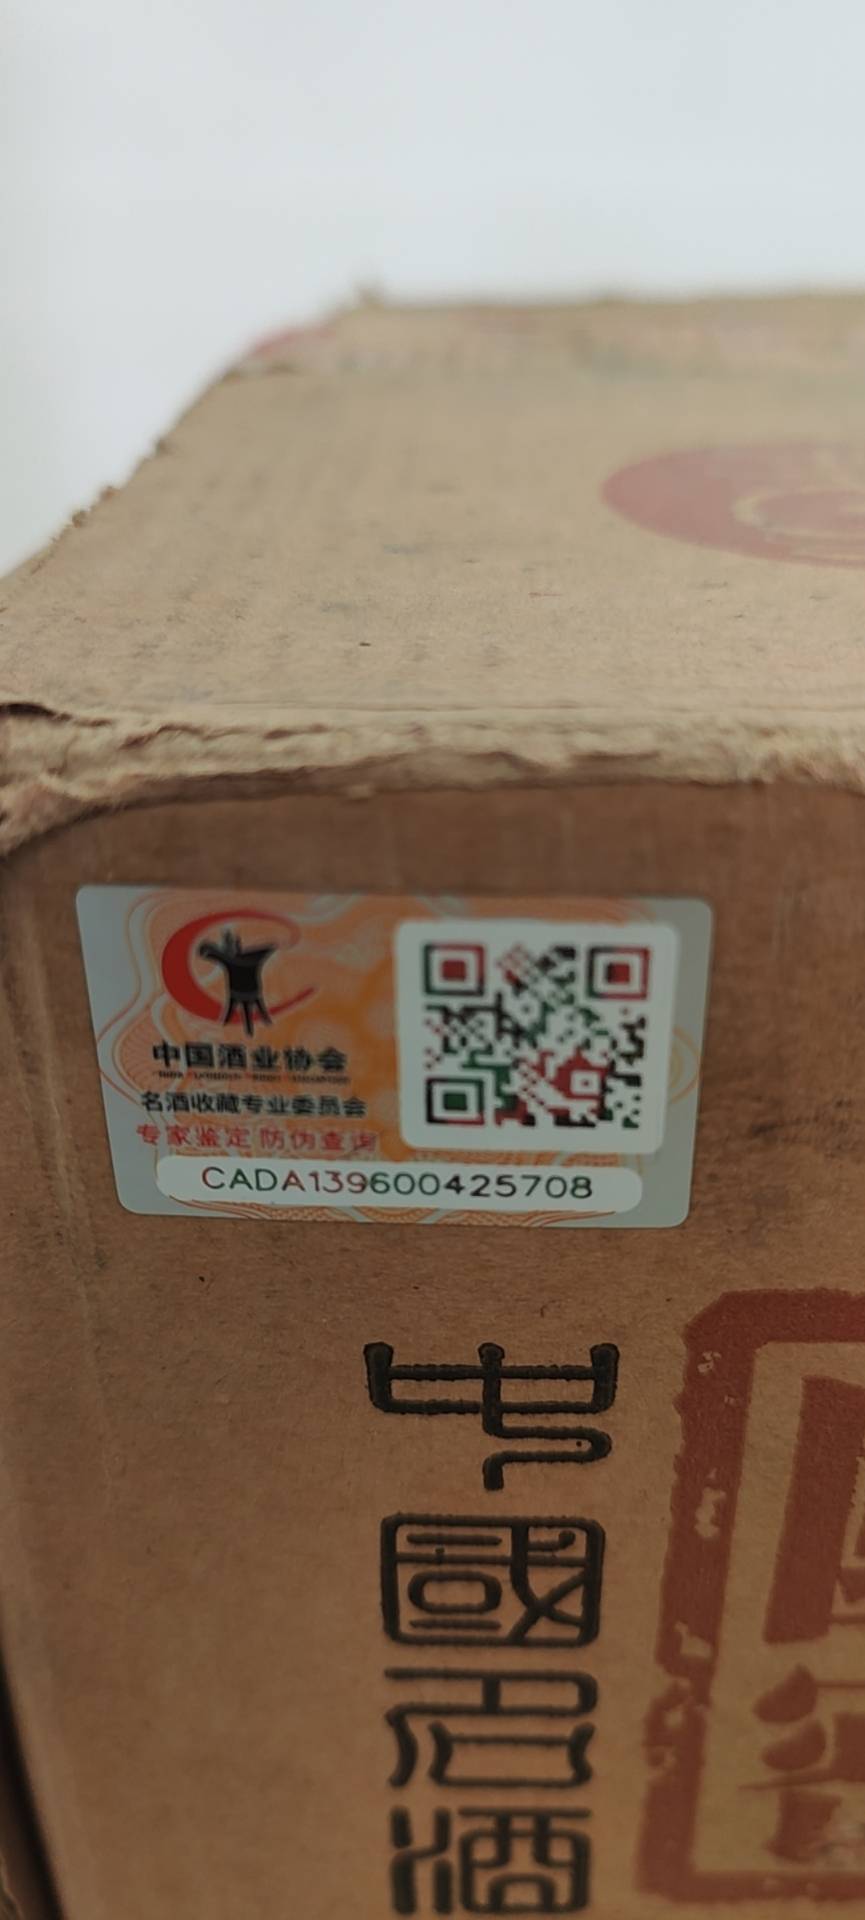 中国酒业协会
名酒收藏专业委员会
专家鉴定 防伪查询
CADA139600425708
中國名酒